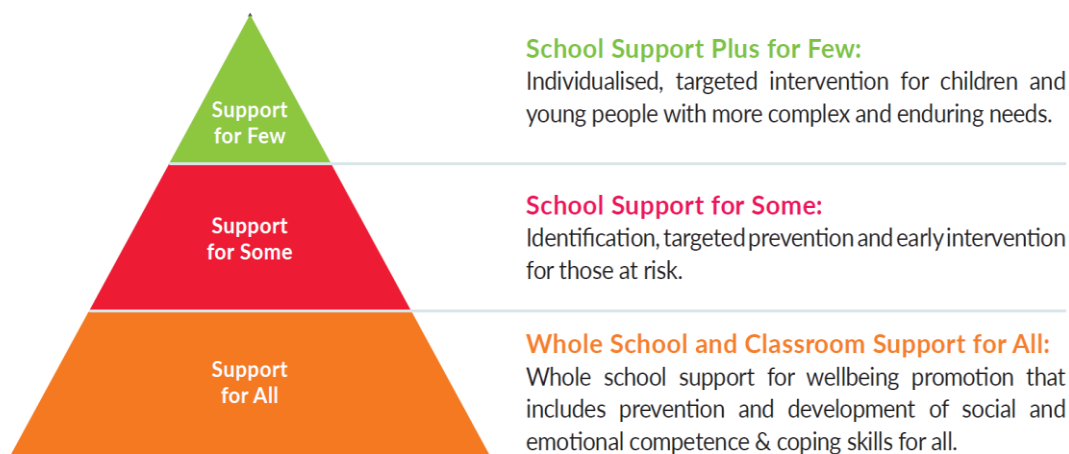 Support
for Few
School Support Plus for Few:
Individualised, targeted intervention for children and
young people with more complex and enduring needs.
Support
for Some
School Support for Some:
Identification, targeted prevention and early intervention
for those at risk.
Support
for All
Whole School and Classroom Support for All:
Whole school support for wellbeing promotion that
includes prevention and development of social and
emotional competence & coping skills for all.